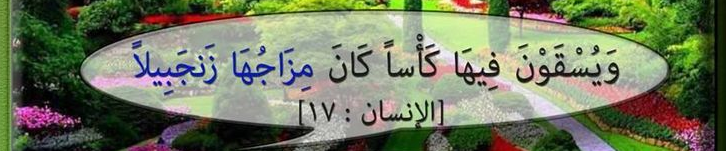 وَيُسْقَوْنَ فِيهَا كَأْساً كَانَ مِزَاجُهَا زَنجَبِيلاً
[الإنسان : ١٧]